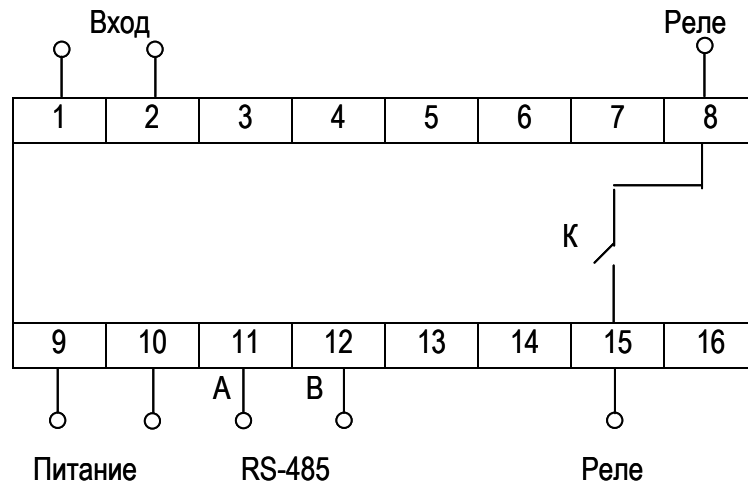 Вход Реле
1 2 3 4 5 6 7 8
К
9 10 11 12 13 14 15 16
А В
Питание RS-485 Реле